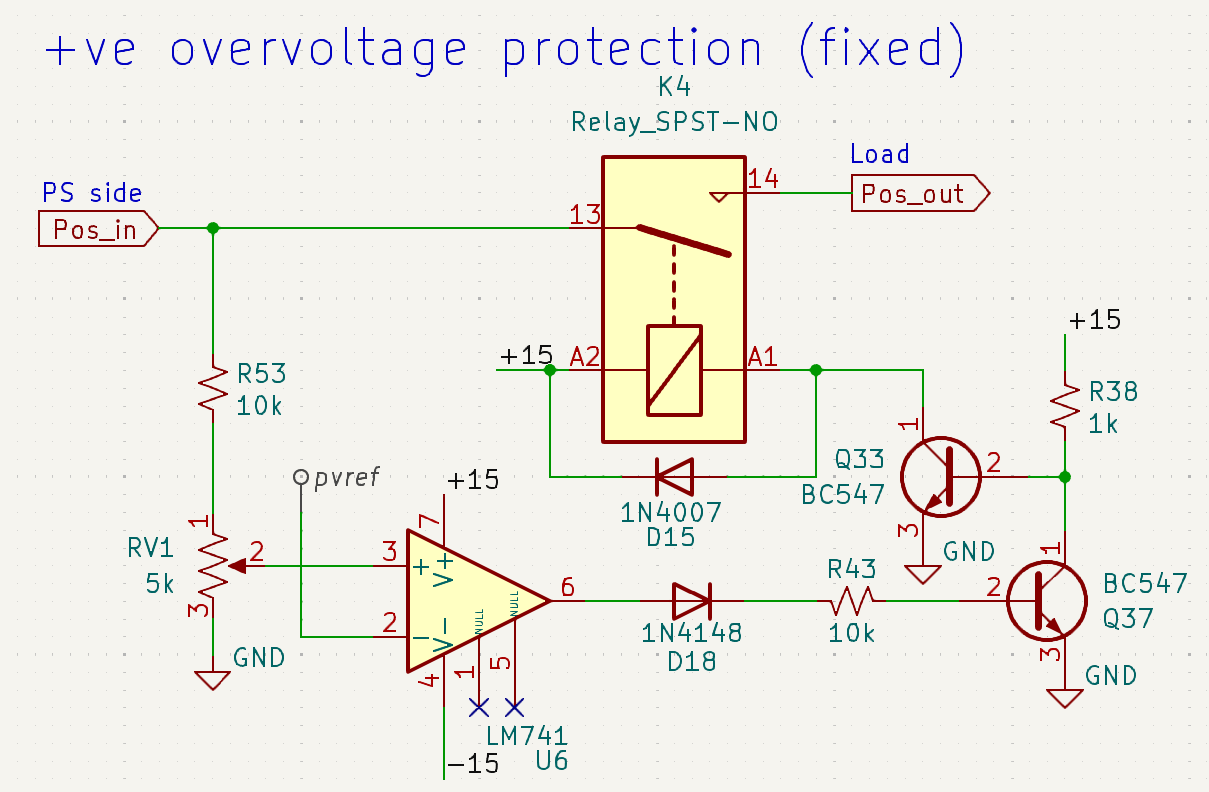 +ve overvoltage protection (fixed)
K4
Relay_SPST-NO
Load
14
Pos_out
PS side
Pos_in
13
+15
A2
A1
+15
R53
10k
R38
1k
1
Q33
BC547
2
3
GND
pvref
+15
7
1N4007
D15
1
RV1
5k
2
3
GND
3
+
V+
2
-
V-
NULL
NULL
6
4
1
5
-15
LM741
U6
1N4148
D18
R43
10k
2
1
BC547
Q37
3
GND